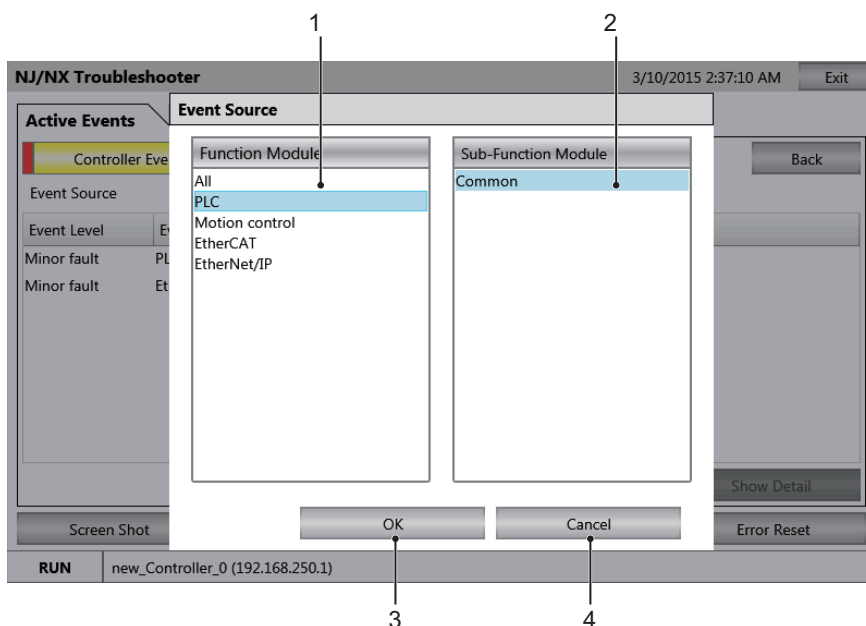 1 2
NJ/NX Troubleshooter 3/10/2015 2:37:10 AM Exit
Active Events
Event Source
Controller Eve
Function Module
Sub-Function Module
Back
Event Source
All
PLC
Motion control
EtherCAT
EtherNet/IP
Common
Event Level
Minor fault PL
Minor fault Et
Show Detail
Screen Shot OK Cancel Error Reset
RUN new_Controller_0 (192.168.250.1)
3 4